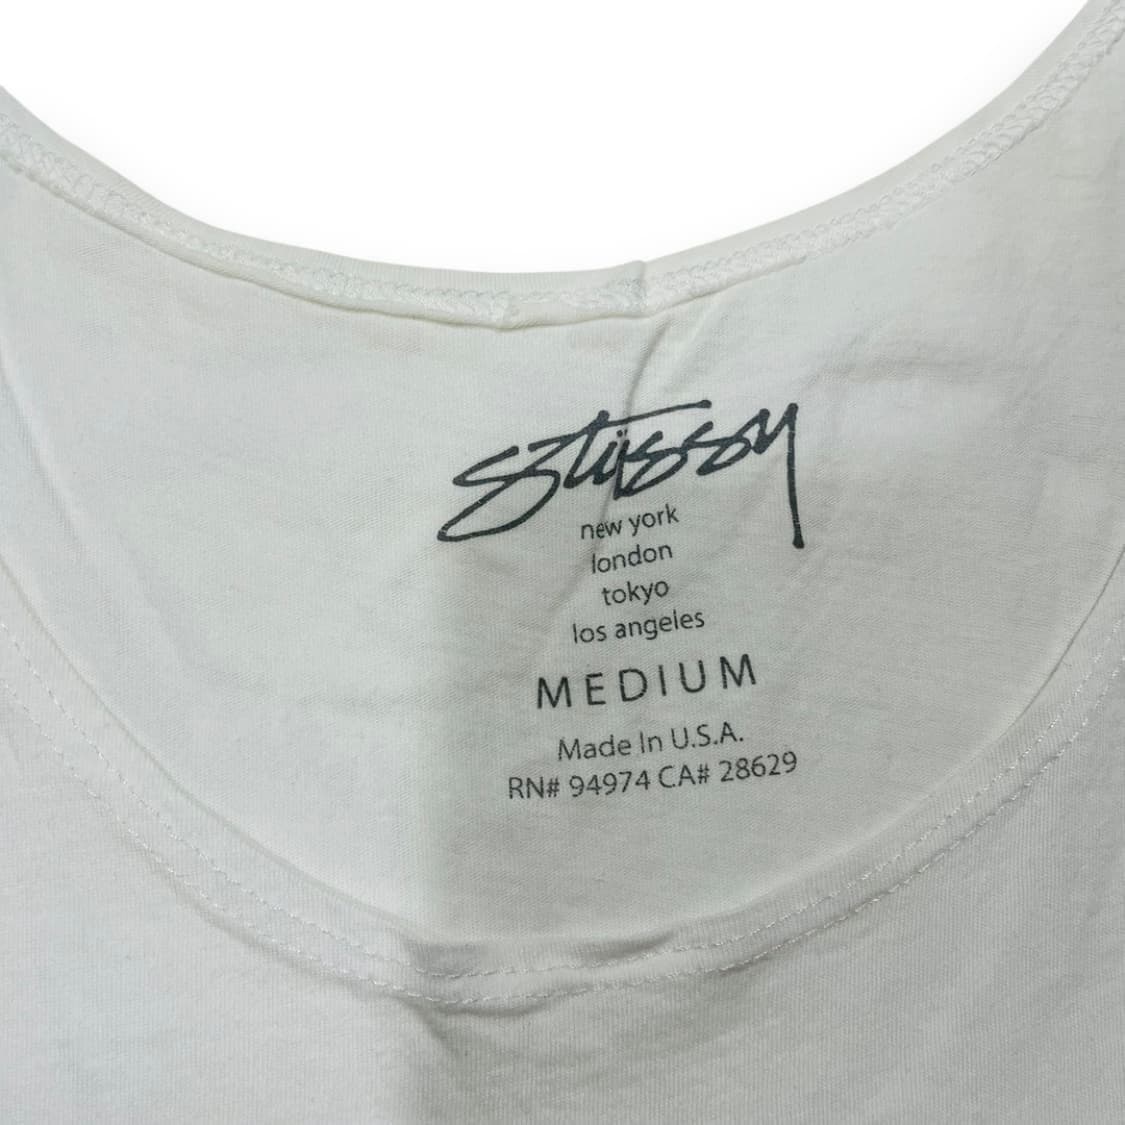 stüssy
new york
london
tokyo
los angeles
MEDIUM
Made In U.S.A.
RN# 94974 CA# 28629